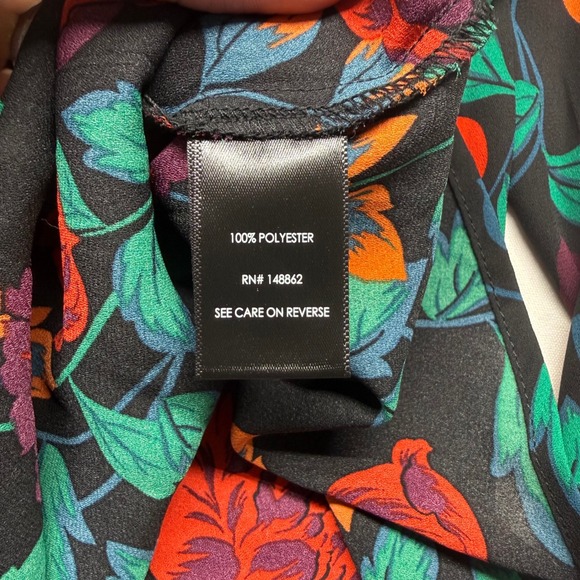 100% POLYESTER
RN# 148862
SEE CARE ON REVERSE